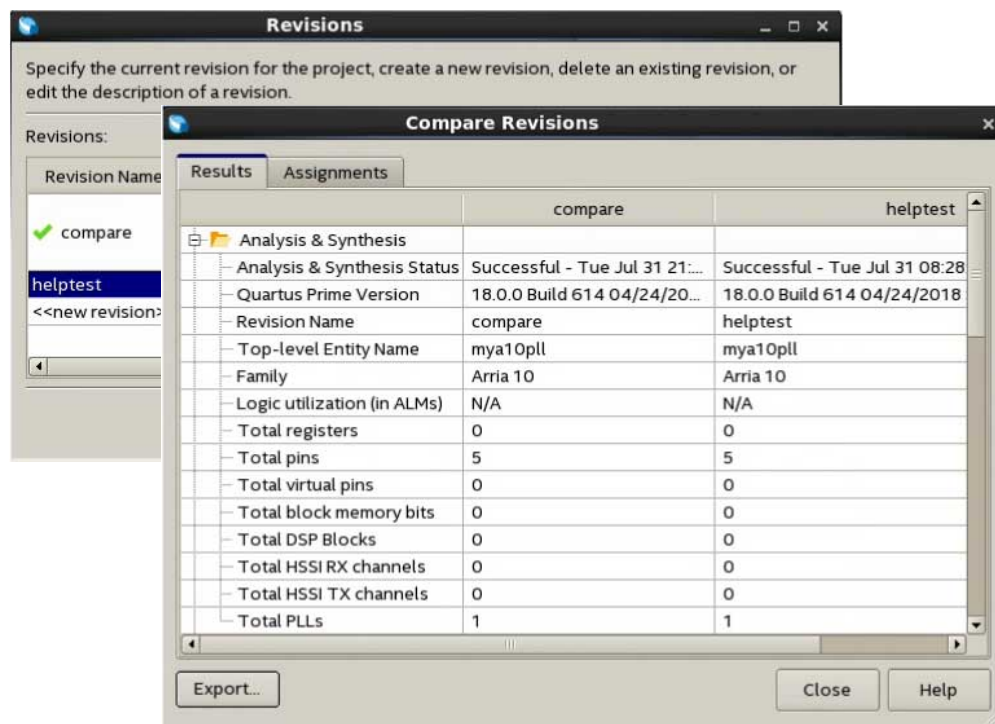 Revisions
Specify the current revision for the project, create a new revision, delete an existing revision, or
edit the description of a revision.
Revisions:
Revision Name
compare
helptest
<<new revision>
Compare Revisions
Results Assignments
compare helptest
Analysis & Synthesis
Analysis & Synthesis Status Successful - Tue Jul 31 21:... Successful - Tue Jul 31 08:28
Quartus Prime Version 18.0.0 Build 614 04/24/20... 18.0.0 Build 614 04/24/2018
Revision Name compare helptest
Top-level Entity Name mya10pll mya10pll
Family Arria 10 Arria 10
Logic utilization (in ALMs) N/A N/A
Total registers 0 0
Total pins 5 5
Total virtual pins 0 0
Total block memory bits 0 0
Total DSP Blocks 0 0
Total HSSI RX channels 0 0
Total HSSI TX channels 0 0
Total PLLs 1 1
Export... Close Help